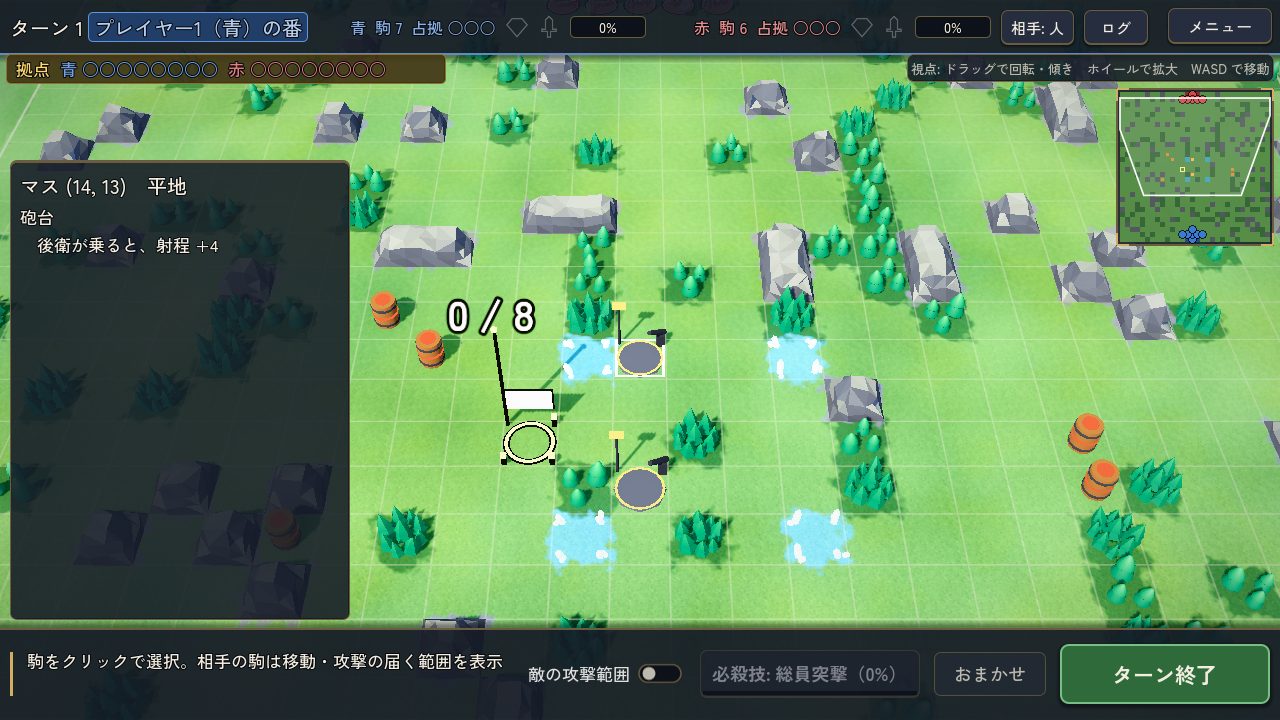 ターン 1 プレイヤー1（青）の番 青 駒 7 占拠 〇〇〇 0% 赤 駒 6 占拠 〇〇〇 0% 相手: 人 ログ メニュー
拠点 青 〇〇〇〇〇〇〇〇 赤 〇〇〇〇〇〇〇〇
視点: ドラッグで回転・傾き ホイールで拡大 WASD で移動
マス (14, 13) 平地
砲台
後衛が乗ると、射程 +4
0 / 8
駒をクリックで選択。相手の駒は移動・攻撃の届く範囲を表示
敵の攻撃範囲
必殺技: 総員突撃（0%）
おまかせ
ターン終了